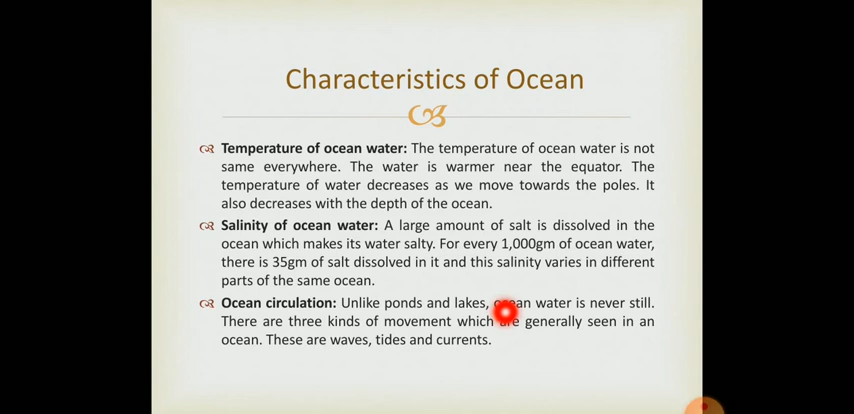 Characteristics of Ocean
Temperature of ocean water: The temperature of ocean water is not
same everywhere. The water is warmer near the equator. The
temperature of water decreases as we move towards the poles. It
also decreases with the depth of the ocean.
Salinity of ocean water: A large amount of salt is dissolved in the
ocean which makes its water salty. For every 1,000gm of ocean water,
there is 35gm of salt dissolved in it and this salinity varies in different
parts of the same ocean.
Ocean circulation: Unlike ponds and lakes, ocean water is never still.
There are three kinds of movement which are generally seen in an
ocean. These are waves, tides and currents.